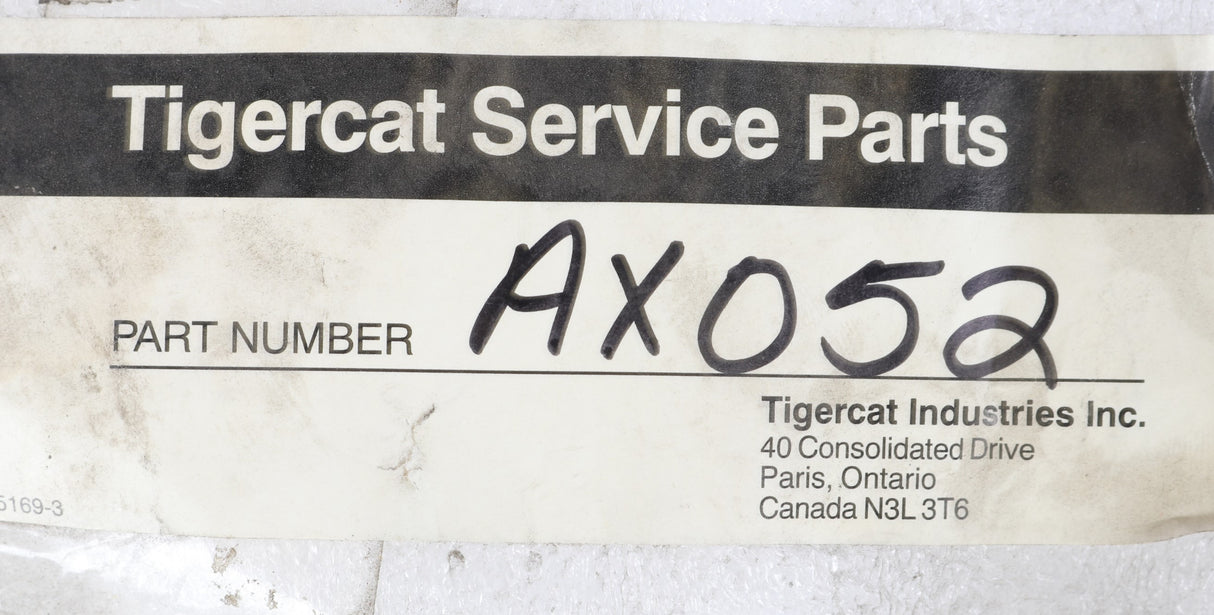 Tigercat Service Parts
PART NUMBER AX052
Tigercat Industries Inc.
40 Consolidated Drive
Paris, Ontario
Canada N3L 3T6
5169-3